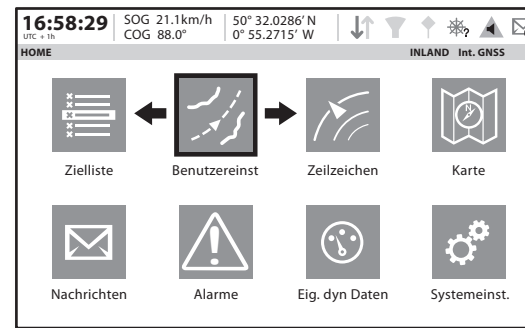 16:58:29
UTC + 1h
SOG 21.1km/h
COG 88.0°
50° 32.0286' N
0° 55.2715' W
?
HOME
INLAND Int. GNSS
Zielliste
Benutzereinst
Zeilzeichen
Karte
Nachrichten
Alarme
Eig. dyn Daten
Systemeinst.